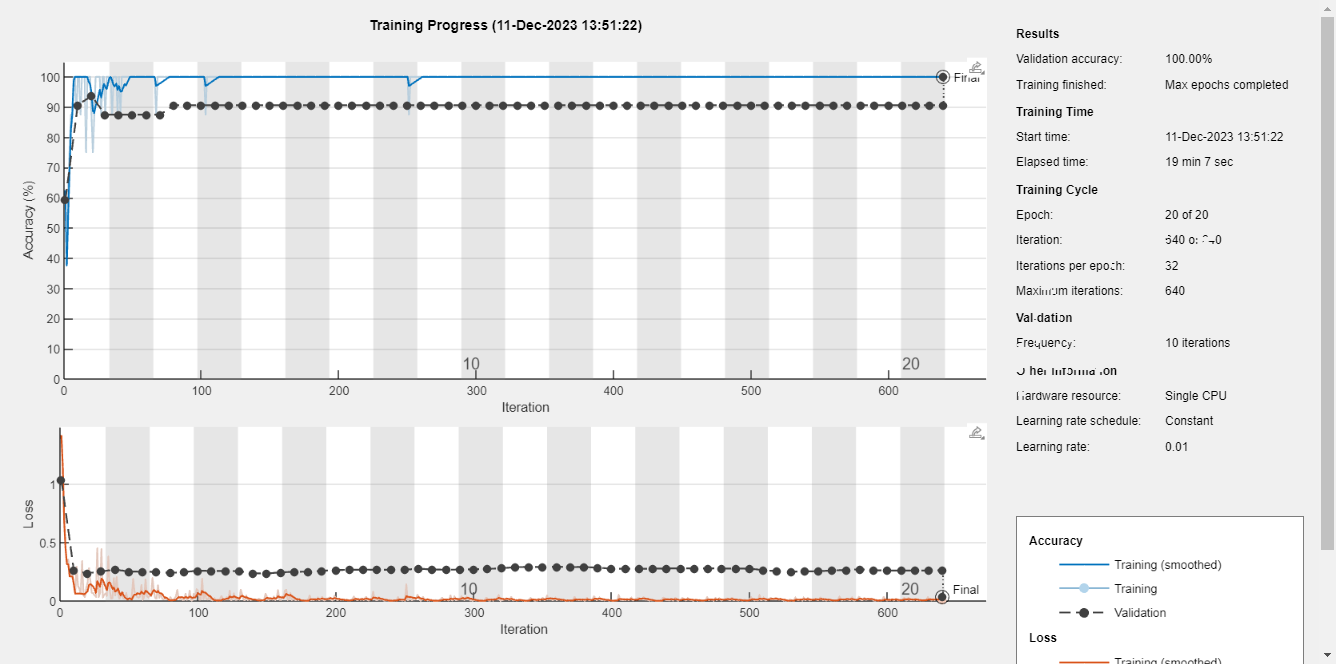 Training Progress (11-Dec-2023 13:51:22)
100
90
80
70
60
50
40
30
20
10
0
Accuracy (%)
Final
10
20
0
100
200
300
400
500
600
Iteration
1
0.5
0
Loss
10
20
Final
0
100
200
300
400
500
600
Iteration
Results
Validation accuracy: 100.00%
Training finished: Max epochs completed
Training Time
Start time: 11-Dec-2023 13:51:22
Elapsed time: 19 min 7 sec
Training Cycle
Epoch: 20 of 20
Iteration: 640
Iterations per epoch: 32
Maximum iterations: 640
Validation
Frequency: 10 iterations
Other Information
Hardware resource: Single CPU
Learning rate schedule: Constant
Learning rate: 0.01
Accuracy
Training (smoothed)
Training
Validation
Loss
Training (smoothed)